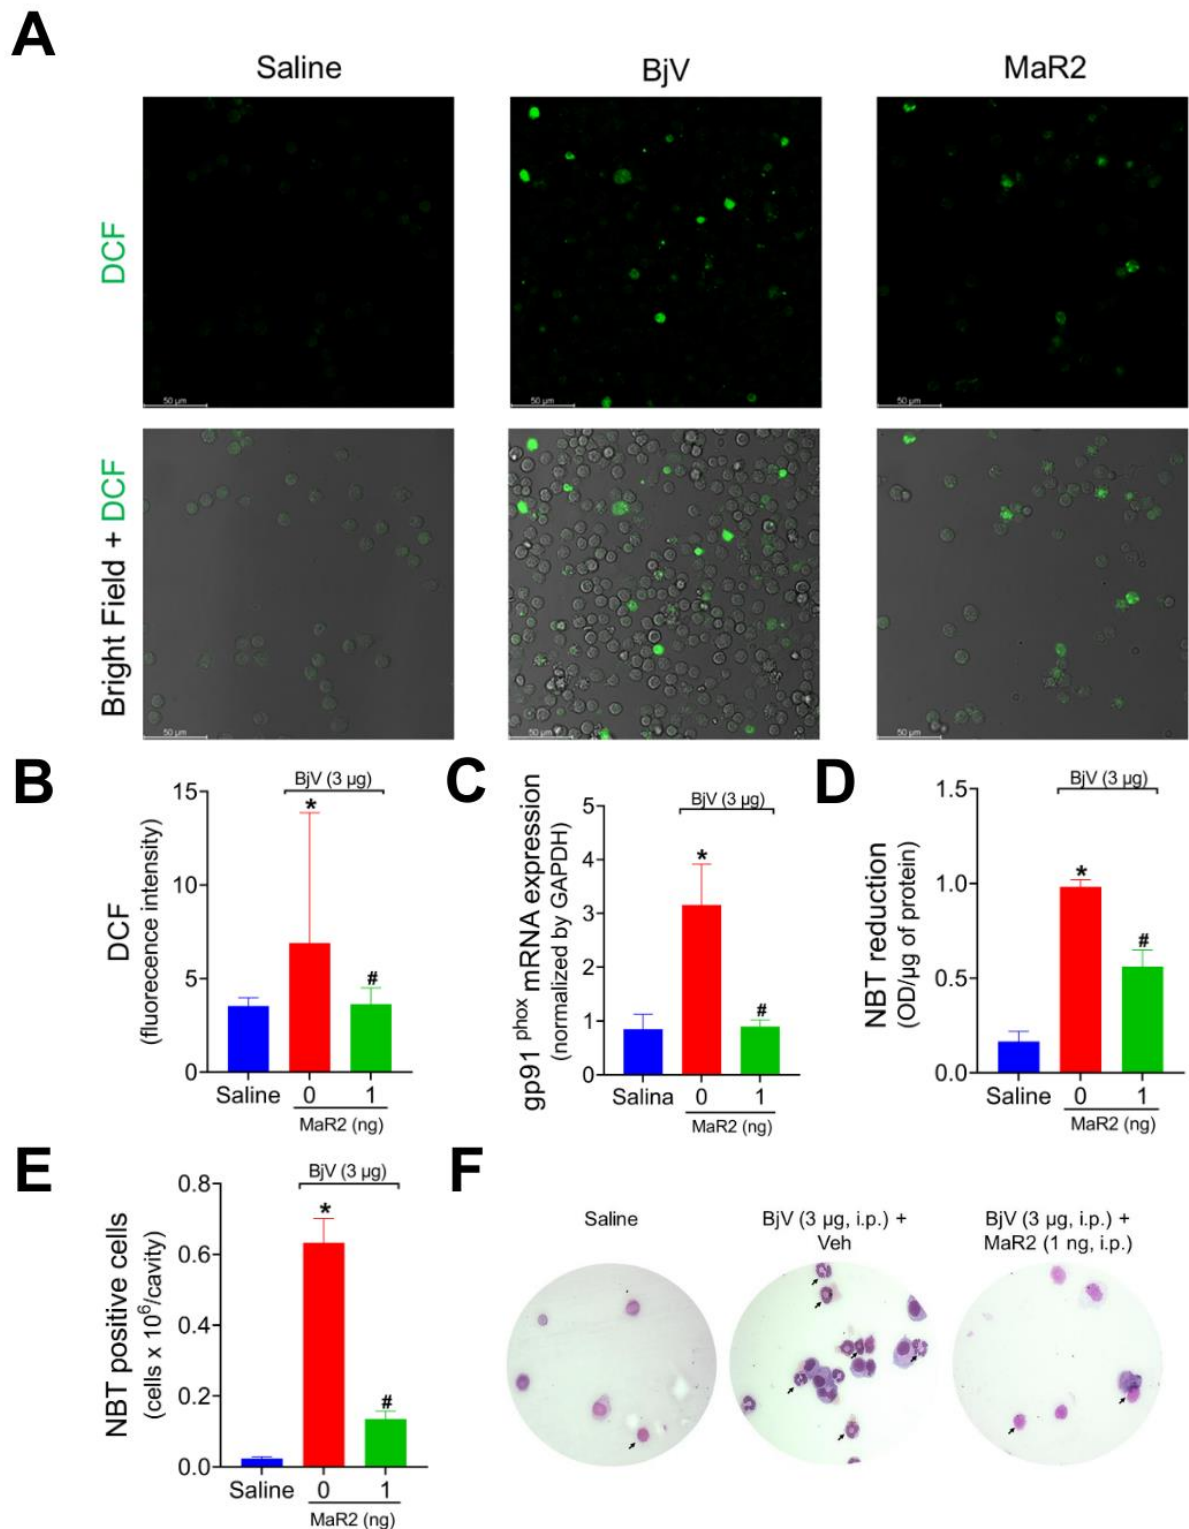 A
Saline BjV MaR2
DCF
50 µm 50 µm 50 µm
Bright Field + DCF
50 µm 50 µm 50 µm
B
BjV (3 µg)
DCF
(fluorecence intensity)
15
10
5
0
*
#
Saline 0 1
MaR2 (ng)
C
BjV (3 µg)
gp91 phox mRNA expression
(normalized by GAPDH)
5
4
3
2
1
0
*
#
Salina 0 1
MaR2 (ng)
D
BjV (3 µg)
NBT reduction
(OD/µg of protein)
1.5
1.0
0.5
0.0
*
#
Saline 0 1
MaR2 (ng)
E
BjV (3 µg)
NBT positive cells
(cells x 10⁶/cavity)
0.8
0.6
0.4
0.2
0.0
*
#
Saline 0 1
MaR2 (ng)
F
Saline
BjV (3 µg, i.p.) +
Veh
BjV (3 µg, i.p.) +
MaR2 (1 ng, i.p.)